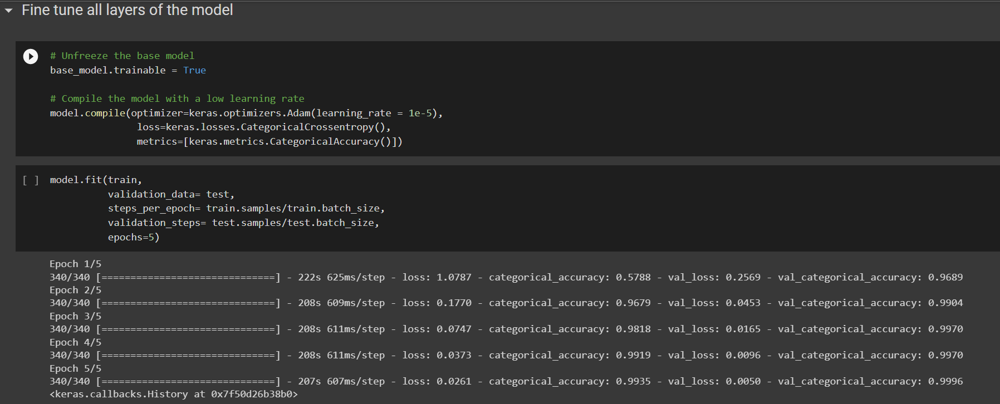 Fine tune all layers of the model
# Unfreeze the base model
base_model.trainable = True
# Compile the model with a low learning rate
model.compile(optimizer=keras.optimizers.Adam(learning_rate = 1e-5),
loss=keras.losses.CategoricalCrossentropy(),
metrics=[keras.metrics.CategoricalAccuracy()])
[ ] model.fit(train,
validation_data= test,
steps_per_epoch= train.samples/train.batch_size,
validation_steps= test.samples/test.batch_size,
epochs=5)
Epoch 1/5
340/340 [==============================] - 222s 625ms/step - loss: 1.0787 - categorical_accuracy: 0.5788 - val_loss: 0.2569 - val_categorical_accuracy: 0.9689
Epoch 2/5
340/340 [==============================] - 208s 609ms/step - loss: 0.1770 - categorical_accuracy: 0.9679 - val_loss: 0.0453 - val_categorical_accuracy: 0.9904
Epoch 3/5
340/340 [==============================] - 208s 611ms/step - loss: 0.0747 - categorical_accuracy: 0.9818 - val_loss: 0.0165 - val_categorical_accuracy: 0.9970
Epoch 4/5
340/340 [==============================] - 208s 611ms/step - loss: 0.0373 - categorical_accuracy: 0.9919 - val_loss: 0.0096 - val_categorical_accuracy: 0.9970
Epoch 5/5
340/340 [==============================] - 207s 607ms/step - loss: 0.0261 - categorical_accuracy: 0.9935 - val_loss: 0.0050 - val_categorical_accuracy: 0.9996
<keras.callbacks.History at 0x7f50d26b38b0>